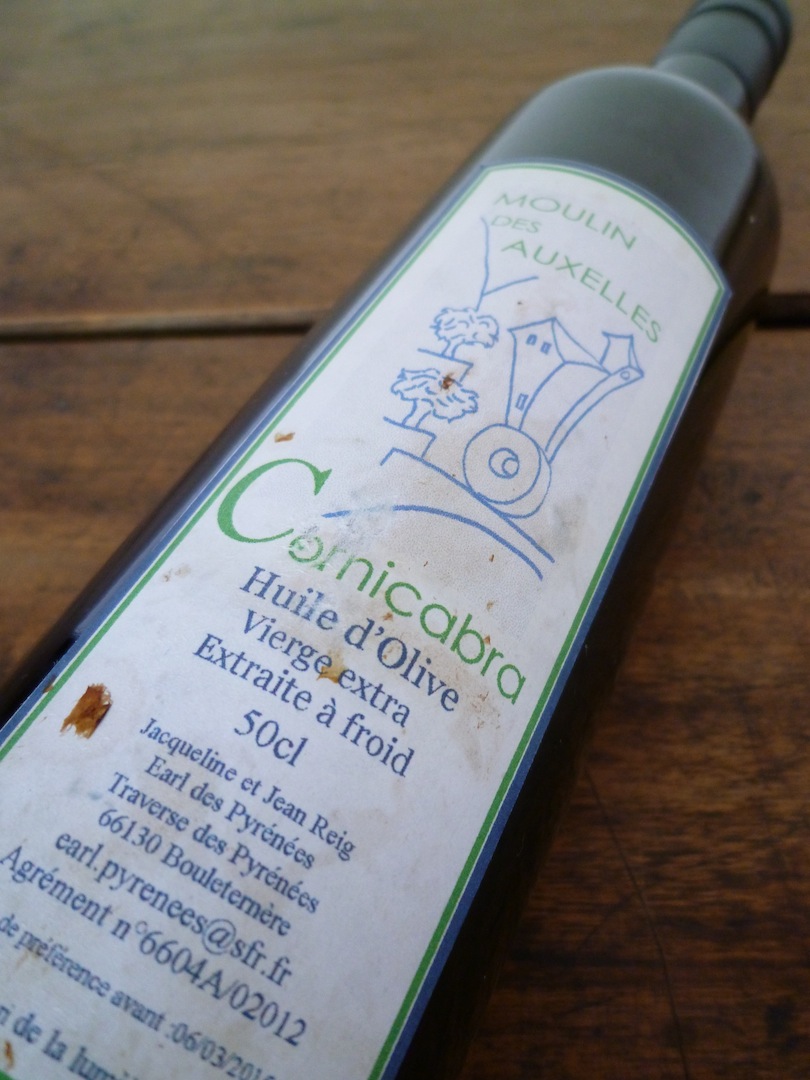 MOULIN
DES
AUXELLES
Cornicabra
Huile d'Olive
Vierge extra
Extraite à froid
50cl
Jacqueline et Jean Reig
Earl des Pyrénées
Traverse des Pyrénées
66130 Bouleternère
earl.pyrenees@sfr.fr
Agrément n°6604A/02012
de préférence avant :06/03/201
de la